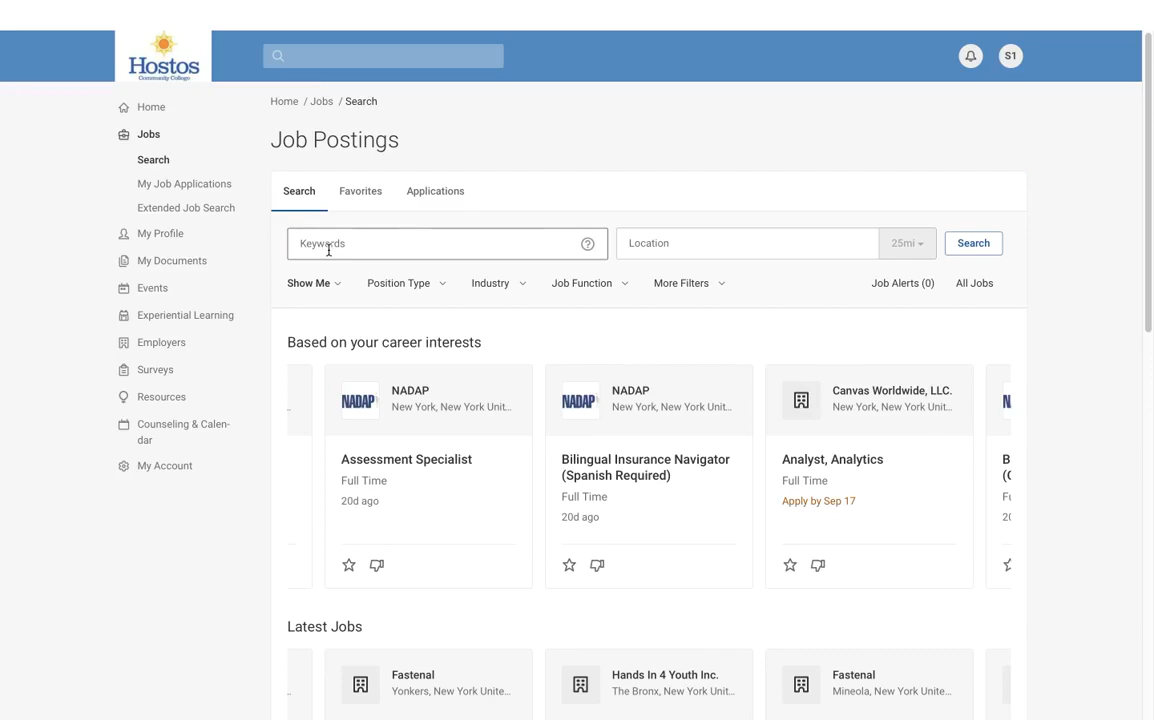 Hostos
Community College
S1
Home
Jobs
Search
My Job Applications
Extended Job Search
My Profile
My Documents
Events
Experiential Learning
Employers
Surveys
Resources
Counseling & Calen-
dar
My Account
Home / Jobs / Search
Job Postings
Search Favorites Applications
Keywords Location 25mi Search
Show Me Position Type Industry Job Function More Filters Job Alerts (0) All Jobs
Based on your career interests
NADAP
NADAP
New York, New York Unit...
Assessment Specialist
Full Time
20d ago
NADAP
NADAP
New York, New York Unit...
Bilingual Insurance Navigator
(Spanish Required)
Full Time
20d ago
Canvas Worldwide, LLC.
New York, New York Unit...
Analyst, Analytics
Full Time
Apply by Sep 17
Latest Jobs
Fastenal
Yonkers, New York Unite...
Hands In 4 Youth Inc.
The Bronx, New York Unit...
Fastenal
Mineola, New York Unite...